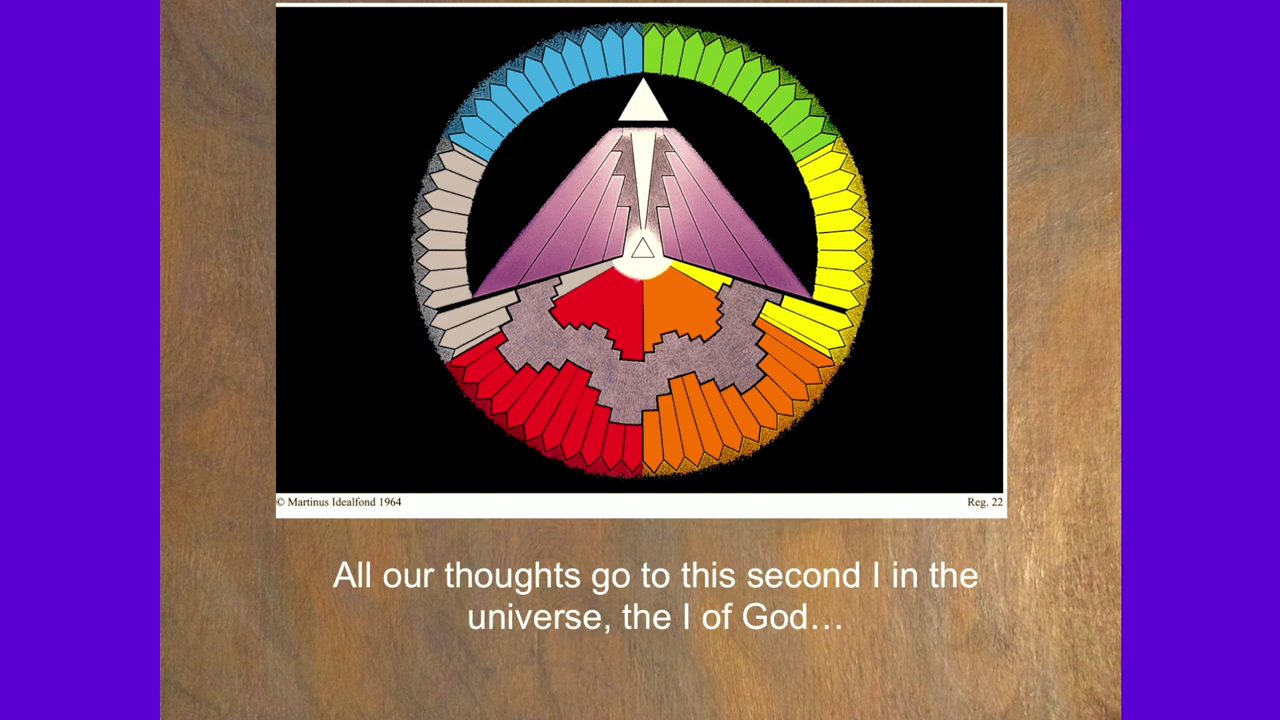 © Martinus Idealfond 1964
Reg. 22
All our thoughts go to this second I in the
universe, the I of God…